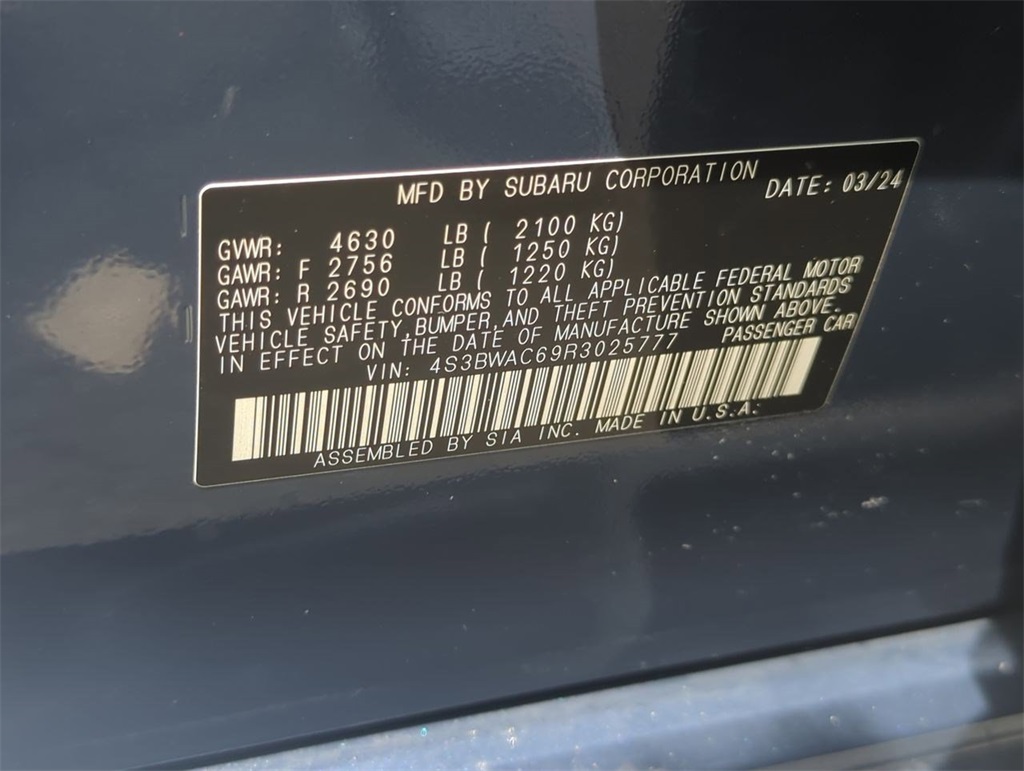 MFD BY SUBARU CORPORATION DATE: 03/24
GVWR: 4630 LB ( 2100 KG)
GAWR: F 2756 LB ( 1250 KG)
GAWR: R 2690 LB ( 1220 KG)
THIS VEHICLE CONFORMS TO ALL APPLICABLE FEDERAL MOTOR
VEHICLE SAFETY, BUMPER, AND THEFT PREVENTION STANDARDS
IN EFFECT ON THE DATE OF MANUFACTURE SHOWN ABOVE.
VIN: 4S3BWAC69R3025777 PASSENGER CAR
ASSEMBLED BY SIA INC. MADE IN U.S.A.